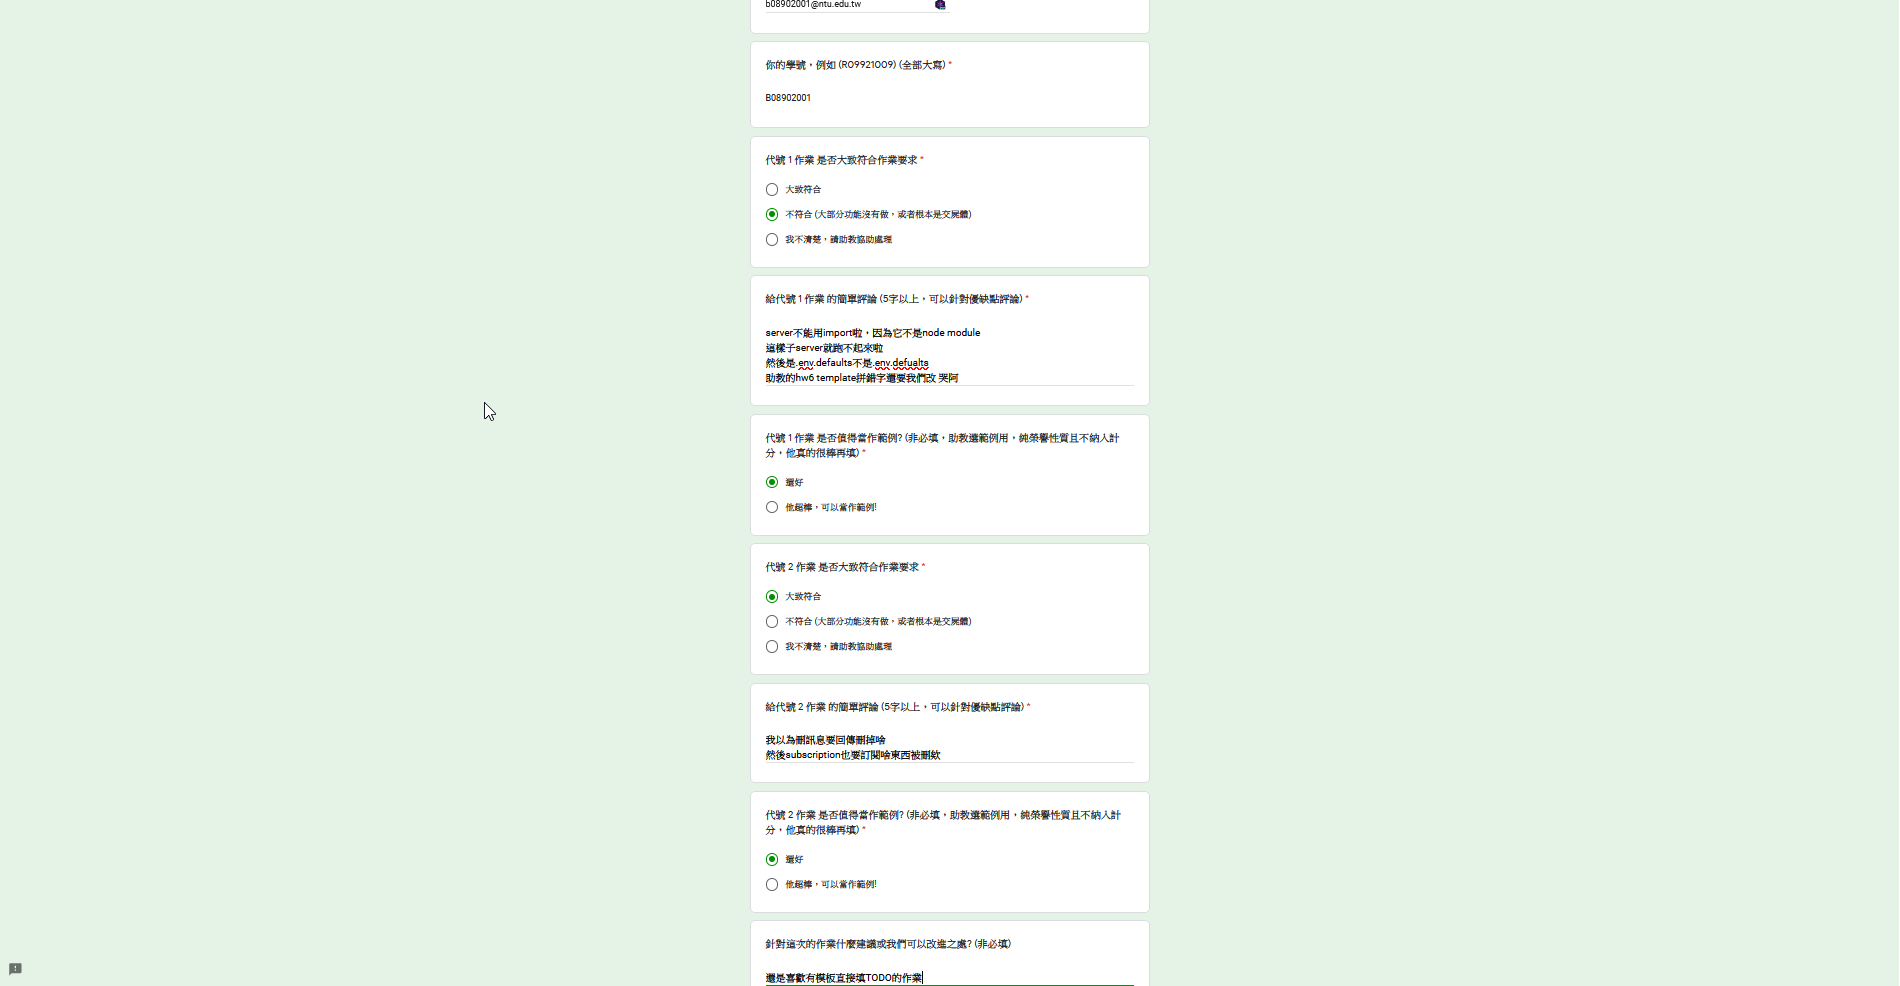 b08902001@ntu.edu.tw
你的學號，例如 (R09921009) (全部大寫) *
B08902001
代號 1 作業 是否大致符合作業要求 *
大致符合
不符合 (大部分功能沒有做，或者根本是交屍體)
我不清楚，請助教協助處理
給代號 1 作業 的簡單評論 (5字以上，可以針對優缺點評論) *
server不能用import啦，因為它不是node module
這樣子server就跑不起來啦
然後是.env.defaults不是.env.defualts
助教的hw6 template拼錯字還要我們改 哭阿
代號 1 作業 是否值得當作範例? (非必填，助教選範例用，純榮譽性質且不納入計
分，他真的很棒再填) *
還好
他超棒，可以當作範例!
代號 2 作業 是否大致符合作業要求 *
大致符合
不符合 (大部分功能沒有做，或者根本是交屍體)
我不清楚，請助教協助處理
給代號 2 作業 的簡單評論 (5字以上，可以針對優缺點評論) *
我以為刪訊息要回傳刪掉啥
然後subscription也要訂閱啥東西被刪欸
代號 2 作業 是否值得當作範例? (非必填，助教選範例用，純榮譽性質且不納入計
分，他真的很棒再填) *
還好
他超棒，可以當作範例!
針對這次的作業什麼建議或我們可以改進之處? (非必填)
還是喜歡有模板直接填TODO的作業